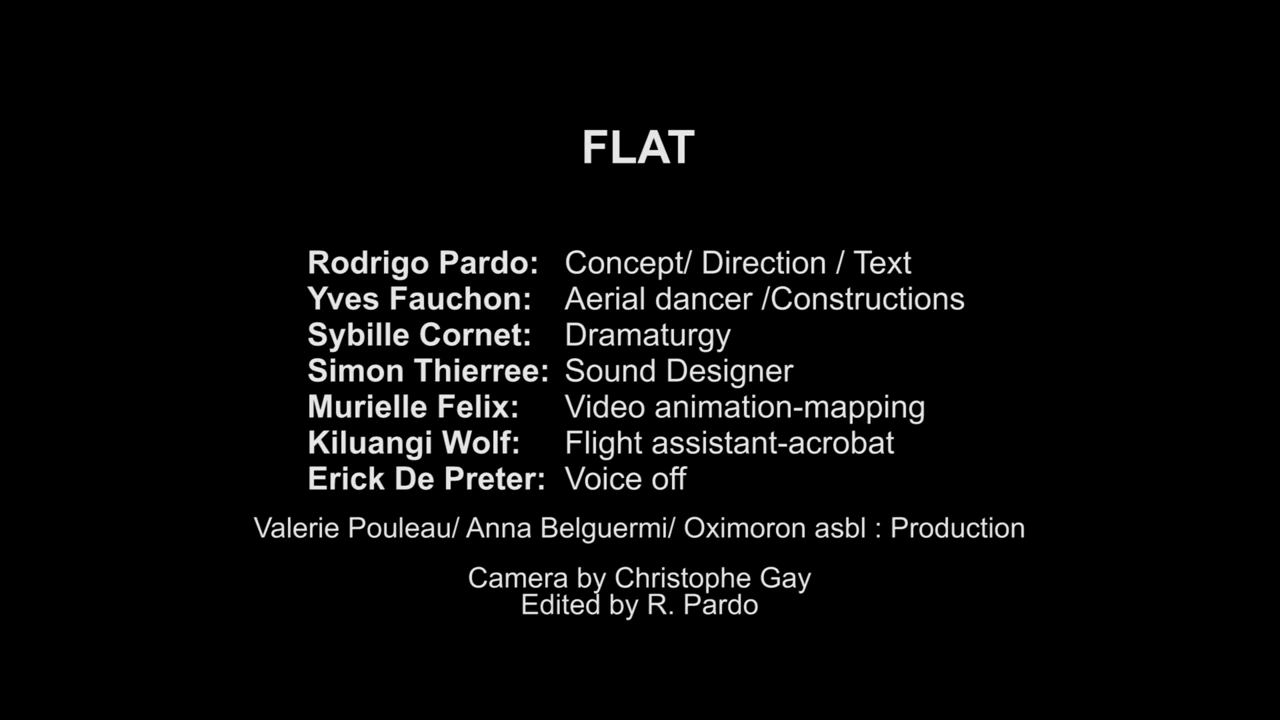 FLAT
Rodrigo Pardo: Concept/ Direction / Text
Yves Fauchon: Aerial dancer /Constructions
Sybille Cornet: Dramaturgy
Simon Thierree: Sound Designer
Murielle Felix: Video animation-mapping
Kiluangi Wolf: Flight assistant-acrobat
Erick De Preter: Voice off
Valerie Pouleau/ Anna Belguermi/ Oximoron asbl : Production
Camera by Christophe Gay
Edited by R. Pardo